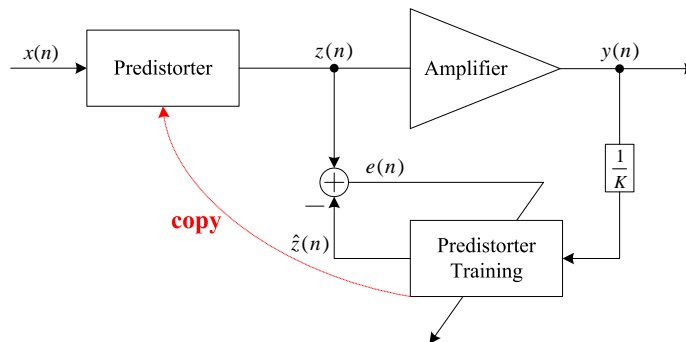 x(n)
Predistorter
z(n)
Amplifier
y(n)
1
K
+
e(n)
−
copy
ẑ(n)
Predistorter
Training